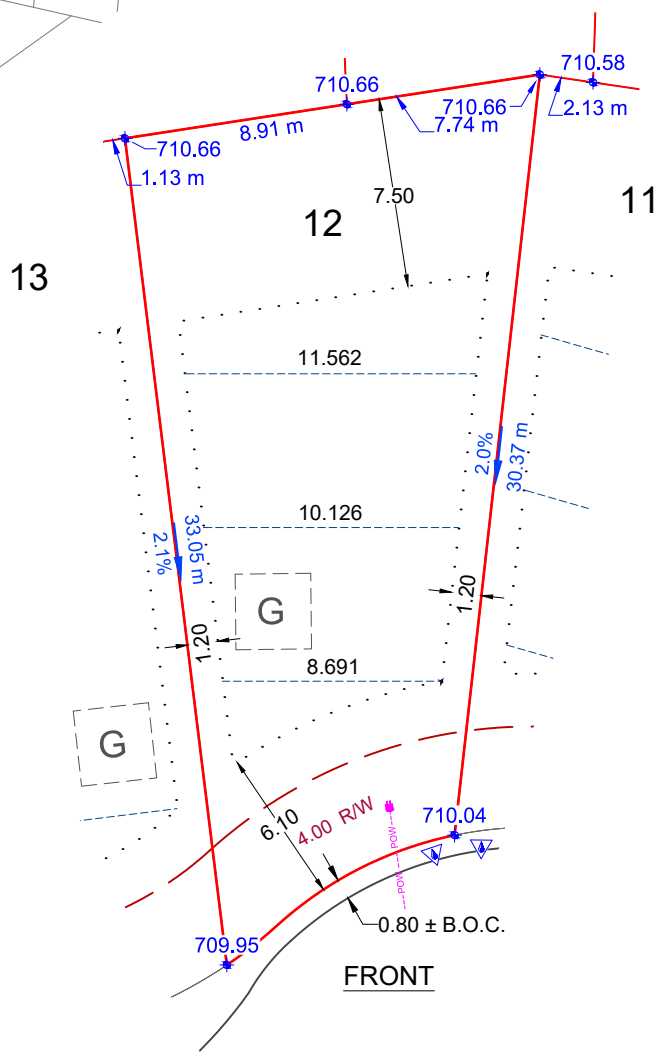 710.58
710.66
710.66
2.13 m
7.74 m
8.91 m
710.66
1.13 m
7.50
11
12
13
11.562
2.0%
30.37 m
10.126
33.05 m
2.1%
1.20
G
1.20
8.691
G
6.10
4.00 R/W
POW
POW
710.04
0.80 ± B.O.C.
709.95
FRONT